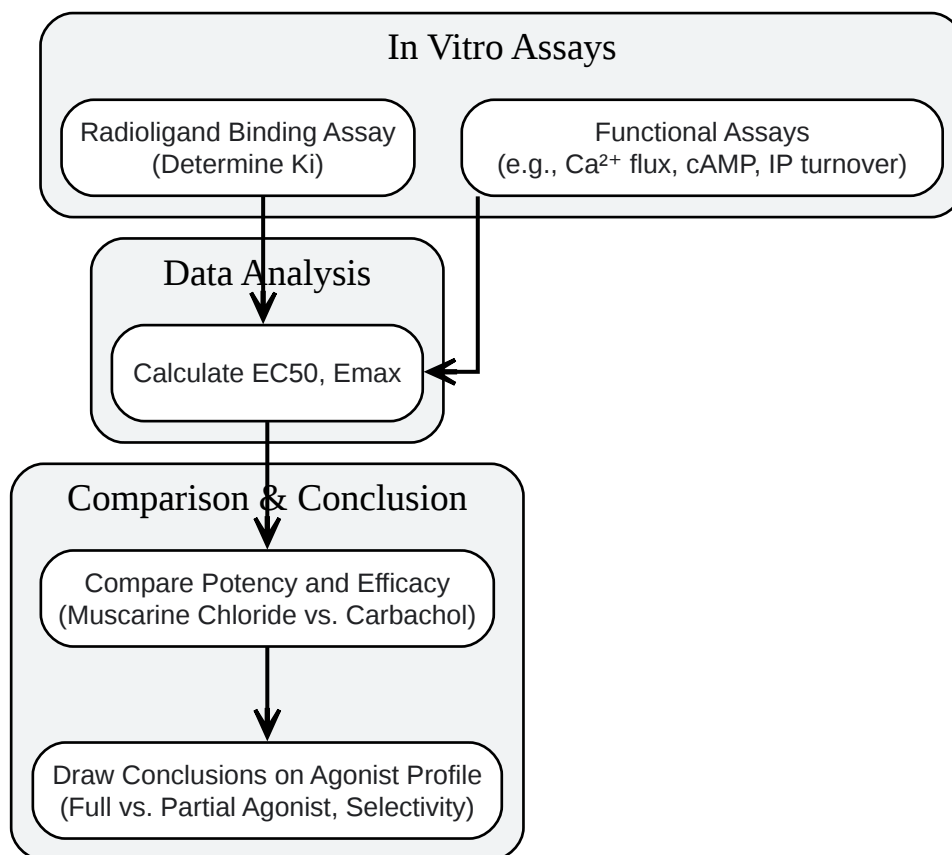 In Vitro Assays
Radioligand Binding Assay
(Determine Ki)
Functional Assays
(e.g., Ca²⁺ flux, cAMP, IP turnover)
Data Analysis
Calculate EC50, Emax
Comparison & Conclusion
Compare Potency and Efficacy
(Muscarine Chloride vs. Carbachol)
Draw Conclusions on Agonist Profile
(Full vs. Partial Agonist, Selectivity)